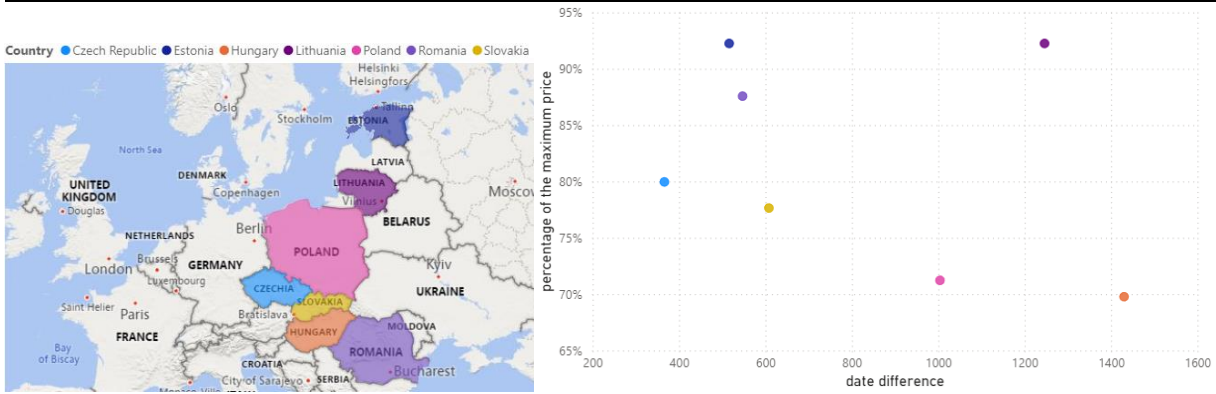 Country Czech Republic Estonia Hungary Lithuania Poland Romania Slovakia
Helsinki
Helsingfors
Oslo
Tallinn
Stockholm
ESTONIA
North Sea
LATVIA
DENMARK
LITHUANIA
UNITED
KINGDOM
Copenhagen
Moscow
Vilnius
Douglas
BELARUS
Berlin
NETHERLANDS
POLAND
London
Brussels
GERMANY
Kyiv
Luxembourg
CZECHIA
UKRAINE
Saint Helier
Paris
SLOVAKIA
Bratislava
MOLDOVA
FRANCE
HUNGARY
Bay
of Biscay
ROMANIA
CROATIA
Bucharest
City of Sarajevo
SERBIA
percentage of the maximum price
95%
90%
85%
80%
75%
70%
65%
200 400 600 800 1000 1200 1400 1600
date difference